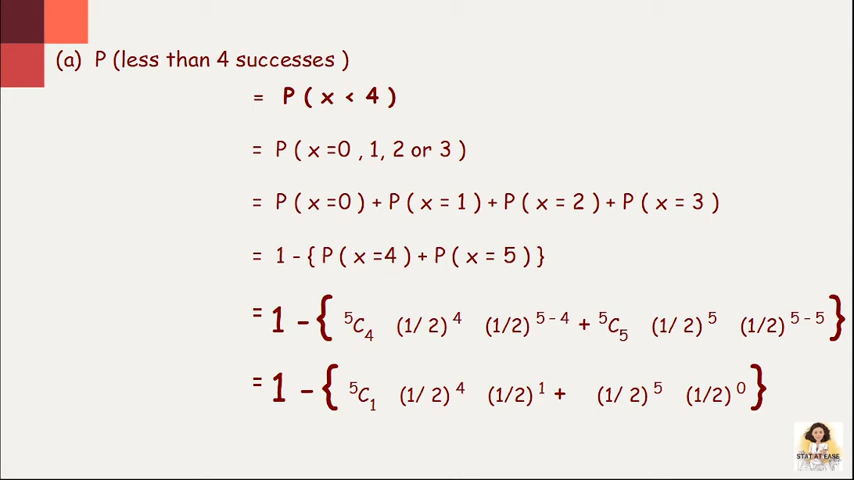 (a) P (less than 4 successes )
= P ( x < 4 )
= P ( x =0 , 1, 2 or 3 )
= P ( x =0 ) + P ( x = 1 ) + P ( x = 2 ) + P ( x = 3 )
= 1 - { P ( x =4 ) + P ( x = 5 ) }
= 1 – { ⁵C₄ (1/ 2) ⁴ (1/2) ⁵ ⁻ ⁴ + ⁵C₅ (1/ 2) ⁵ (1/2) ⁵ ⁻ ⁵ }
= 1 – { ⁵C₁ (1/ 2) ⁴ (1/2) ¹ + (1/ 2) ⁵ (1/2) ⁰ }
STAT AT EASE